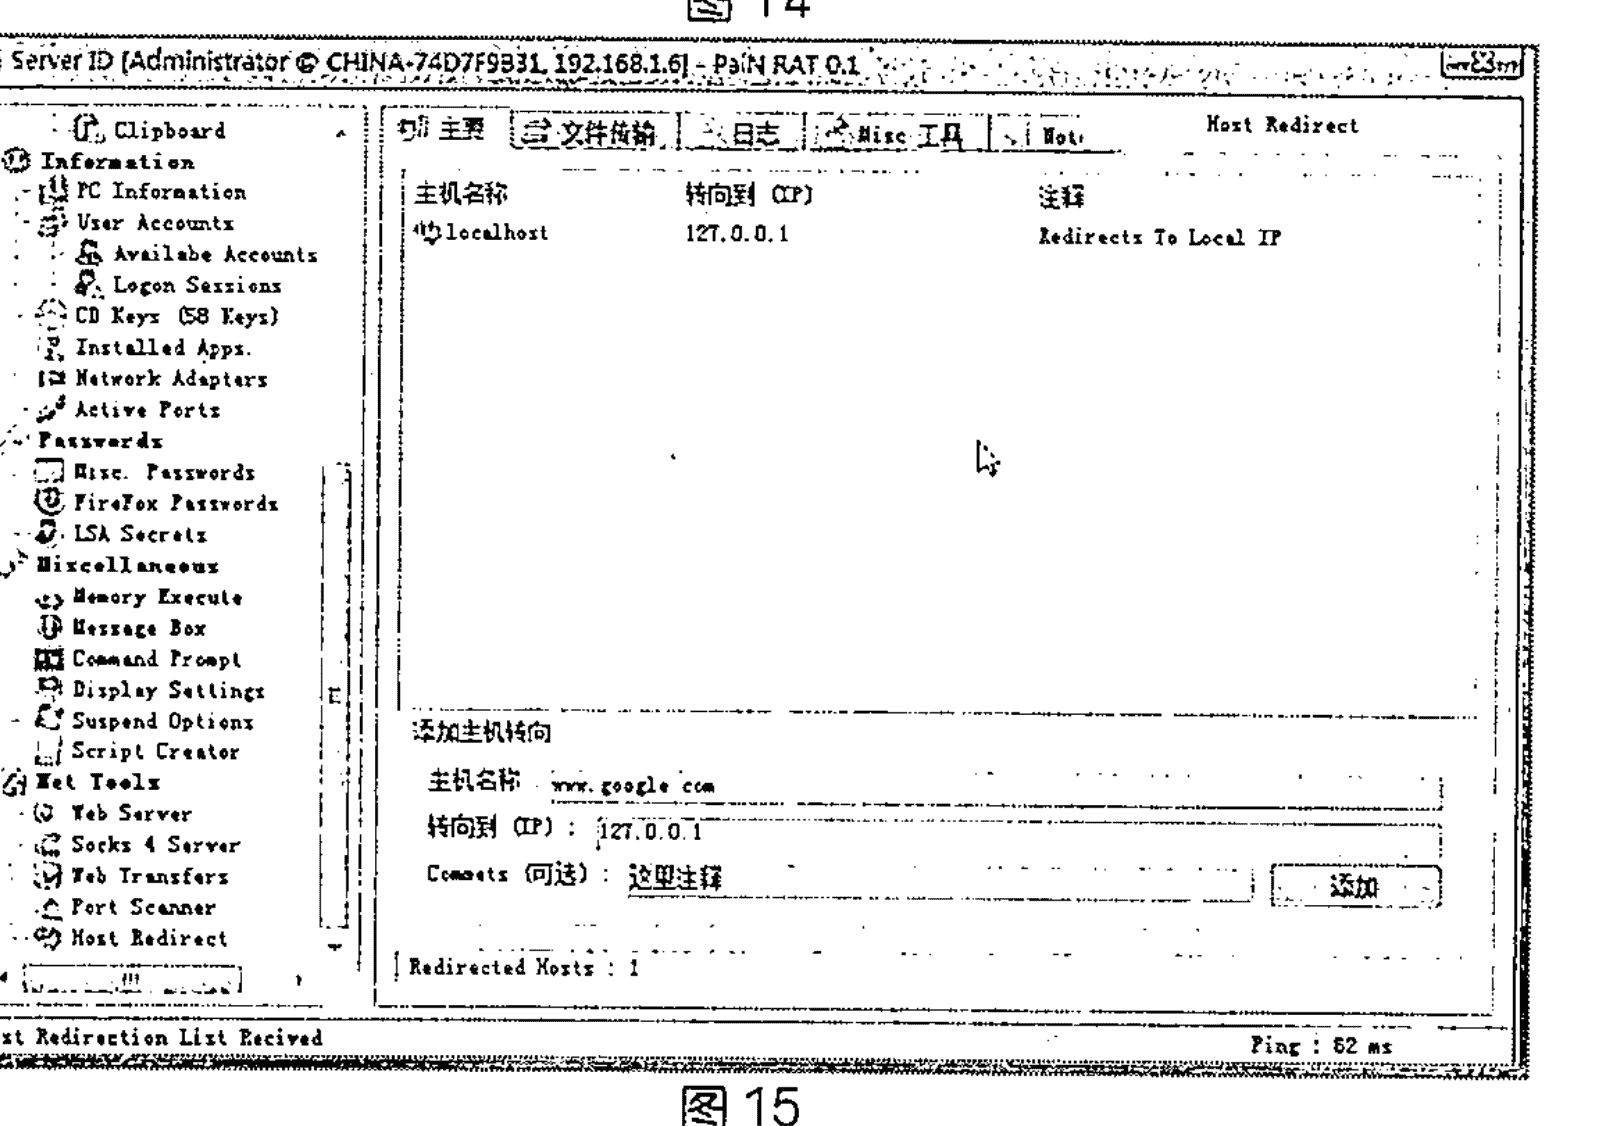 图 14
Server ID [Administrator @ CHINA-74D7F9B31, 192.168.1.6] - PaiN RAT 0.1
Clipboard
Information
PC Information
User Accounts
Availabe Accounts
Logon Sessions
CD Keys (58 Keys)
Installed Apps.
Network Adapters
Active Ports
Passwords
Misc. Passwords
FireFox Passwords
LSA Secrets
Miscellaneous
Memory Execute
Message Box
Command Prompt
Display Settings
Suspend Options
Script Creator
Net Tools
Web Server
Socks 4 Server
Web Transfers
Port Scanner
Host Redirect
主要 文件传输 日志 Misc 工具 Note Host Redirect
主机名称 转向到 (IP) 注释
localhost 127.0.0.1 Redirects To Local IP
添加主机转向
主机名称 www.google.com
转向到 (IP) : 127.0.0.1
Commets (可选) : 这里注释 添加
Redirected Hosts : 1
st Redirection List Recived Ping : 62 ms
图 15